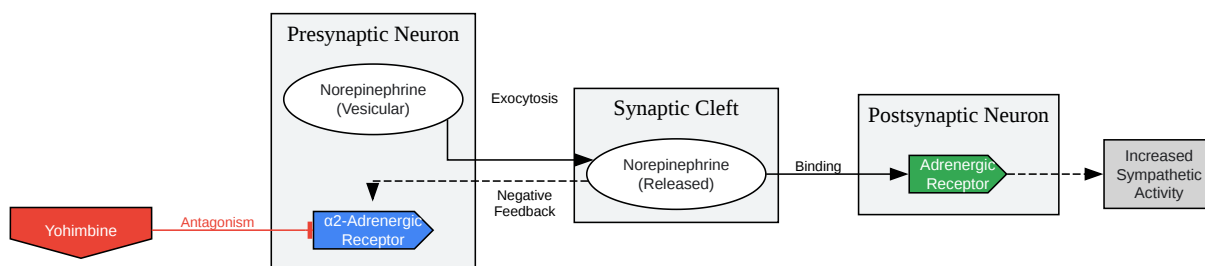 Presynaptic Neuron
Norepinephrine
(Vesicular)
Exocytosis
Synaptic Cleft
Postsynaptic Neuron
Norepinephrine
(Released)
Binding
Adrenergic
Receptor
Increased
Sympathetic
Activity
Negative
Feedback
Yohimbine
Antagonism
α2-Adrenergic
Receptor